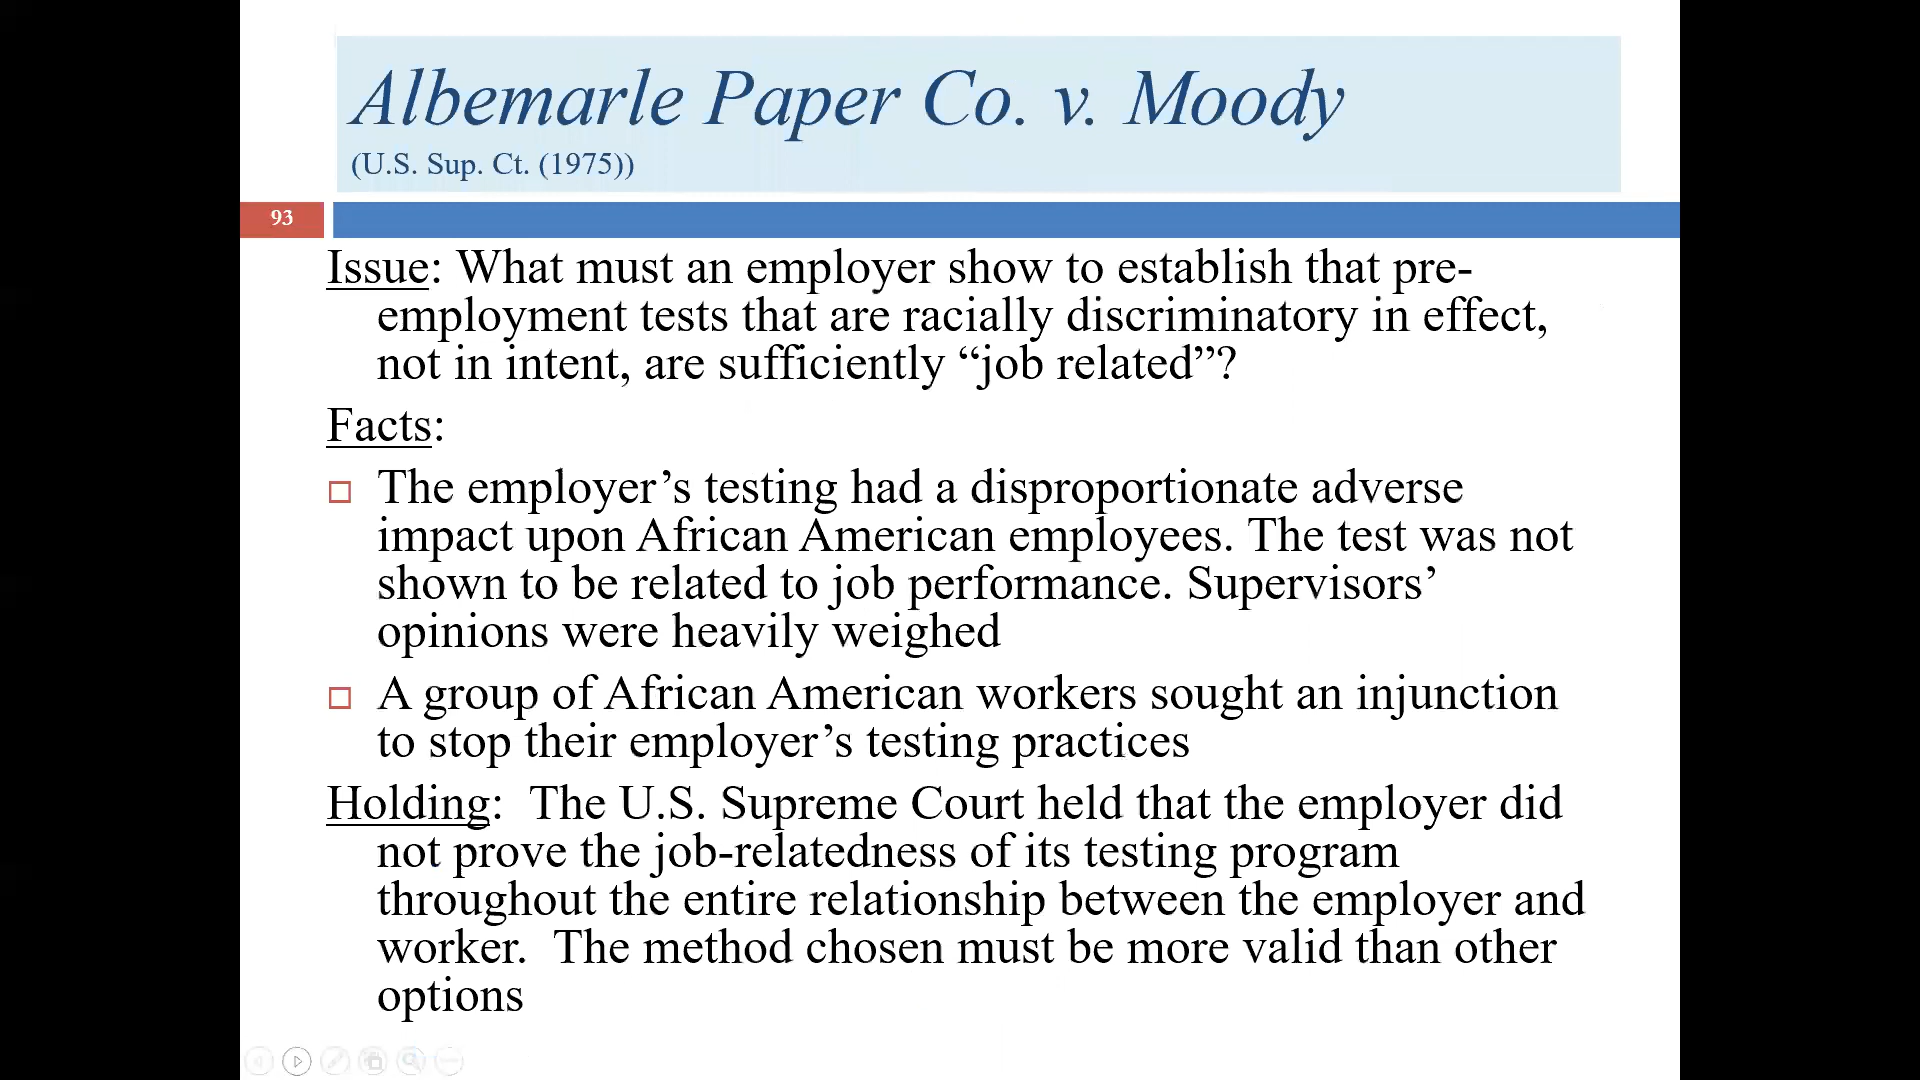 Albemarle Paper Co. v. Moody
(U.S. Sup. Ct. (1975))
93
Issue: What must an employer show to establish that pre-
employment tests that are racially discriminatory in effect,
not in intent, are sufficiently “job related”?
Facts:
The employer’s testing had a disproportionate adverse
impact upon African American employees. The test was not
shown to be related to job performance. Supervisors’
opinions were heavily weighed
A group of African American workers sought an injunction
to stop their employer’s testing practices
Holding:  The U.S. Supreme Court held that the employer did
not prove the job-relatedness of its testing program
throughout the entire relationship between the employer and
worker.  The method chosen must be more valid than other
options